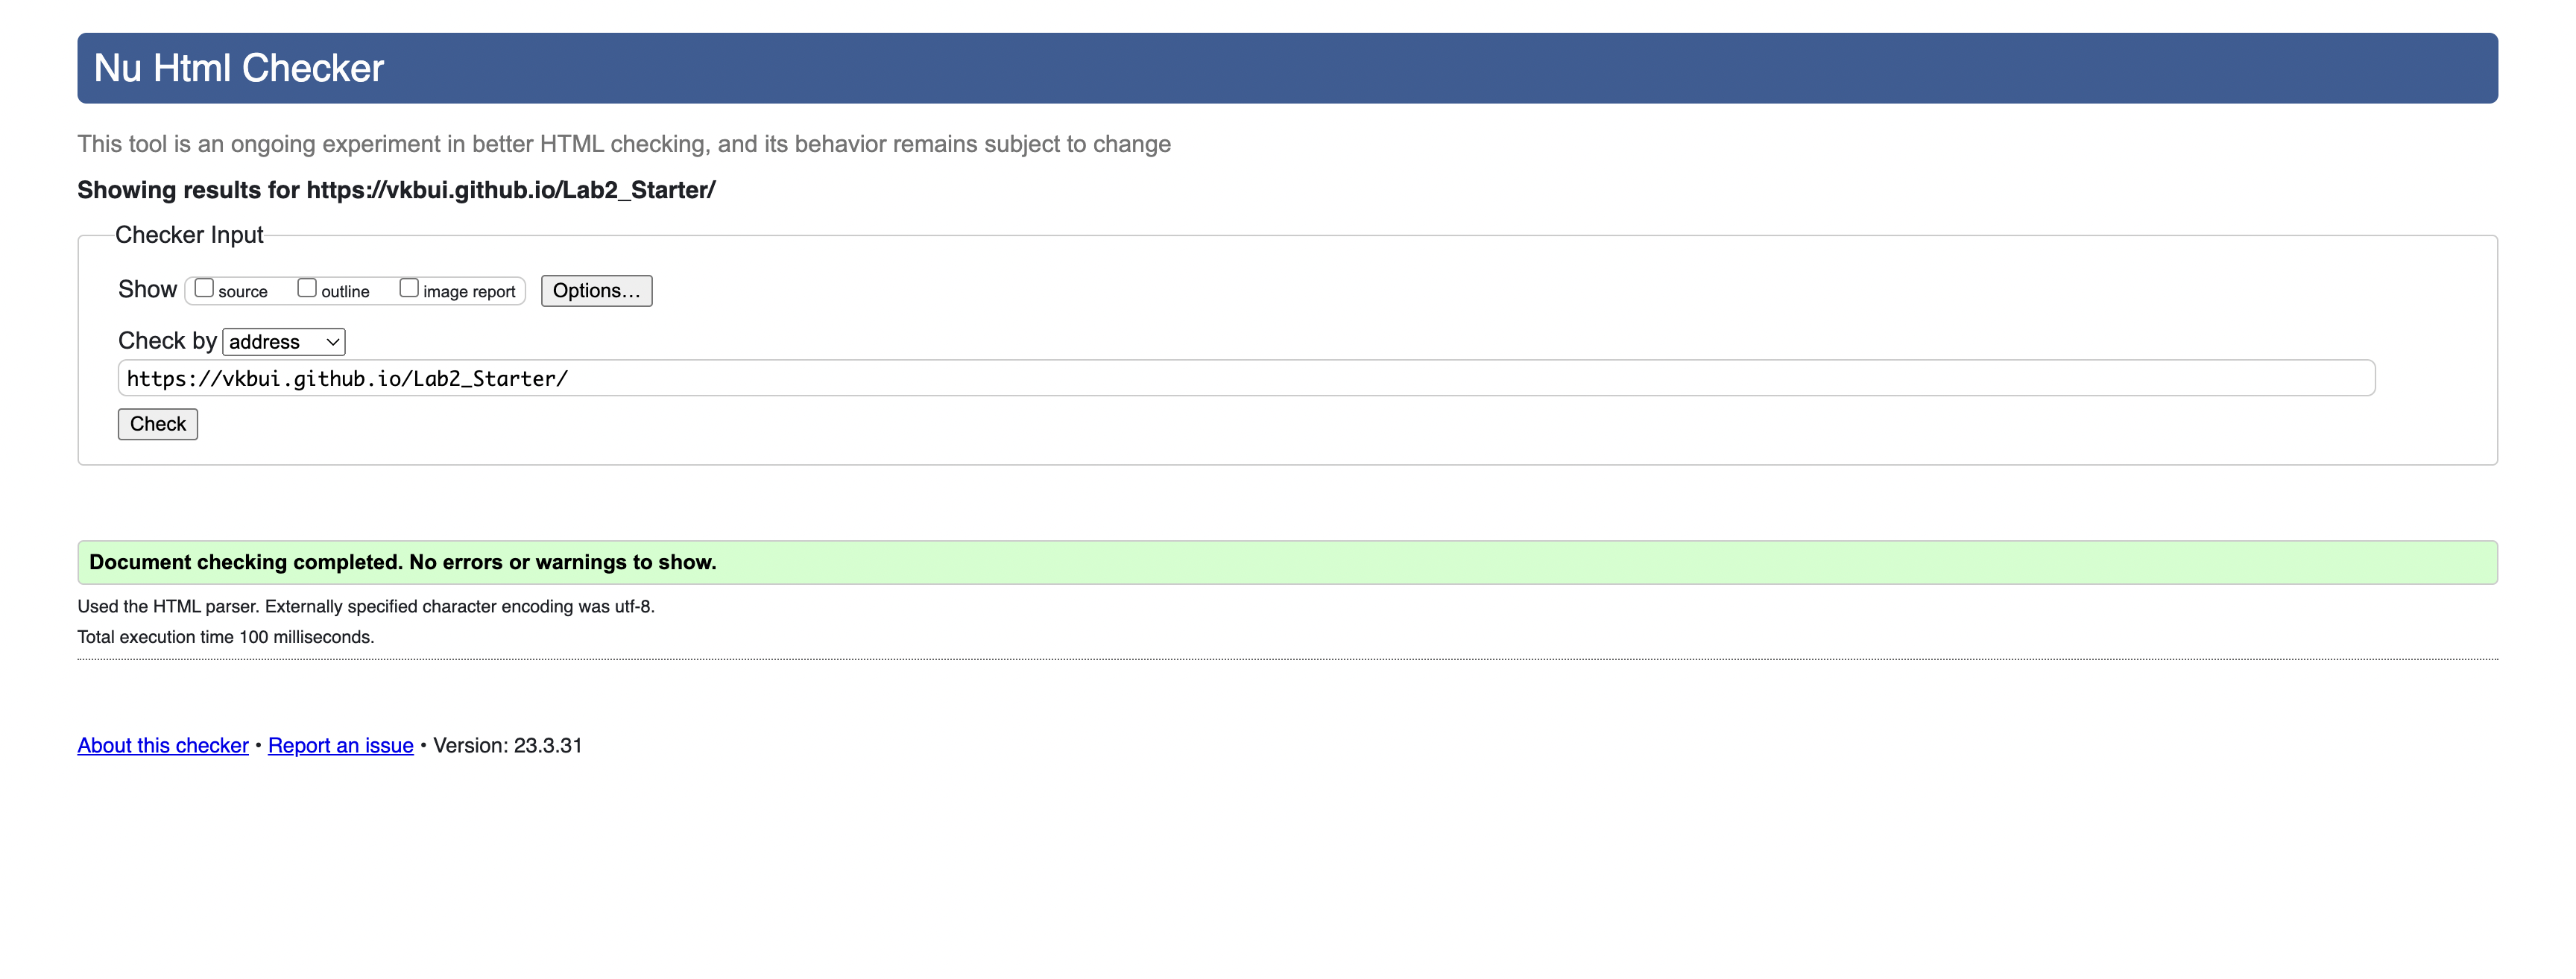 Nu Html Checker
This tool is an ongoing experiment in better HTML checking, and its behavior remains subject to change
Showing results for https://vkbui.github.io/Lab2_Starter/
Checker Input
Show source outline image report Options...
Check by address
https://vkbui.github.io/Lab2_Starter/
Check
Document checking completed. No errors or warnings to show.
Used the HTML parser. Externally specified character encoding was utf-8.
Total execution time 100 milliseconds.
About this checker • Report an issue • Version: 23.3.31